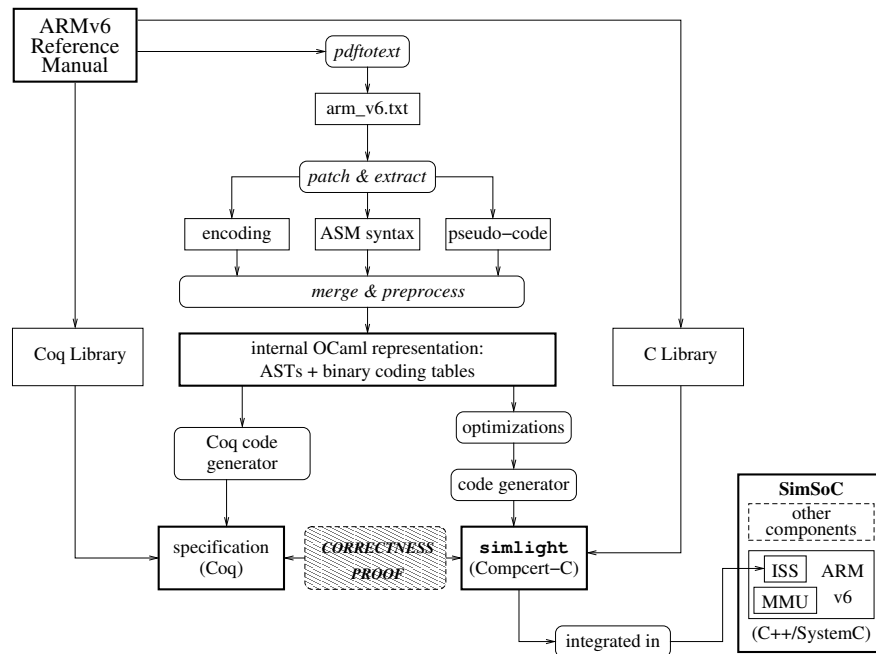 ARMv6
Reference
Manual
pdftotext
arm_v6.txt
patch & extract
encoding
ASM syntax
pseudo−code
merge & preprocess
Coq Library
internal OCaml representation:
ASTs + binary coding tables
C Library
Coq code
generator
optimizations
code generator
specification
(Coq)
CORRECTNESS
PROOF
simlight
(Compcert−C)
integrated in
SimSoC
other
components
ISS
MMU
ARM
v6
(C++/SystemC)